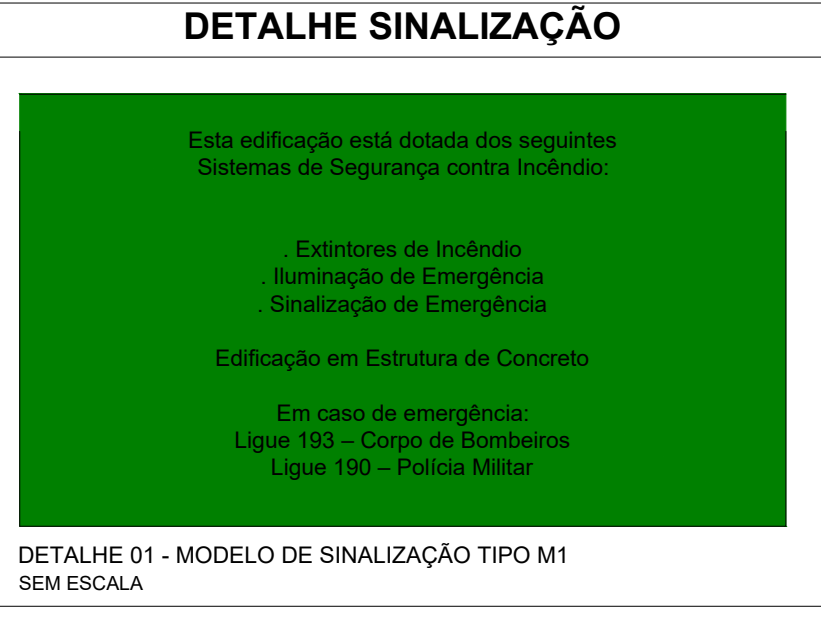 DETALHE SINALIZAÇÃO
Esta edificação está dotada dos seguintes
Sistemas de Segurança contra Incêndio:
. Extintores de Incêndio
. Iluminação de Emergência
. Sinalização de Emergência
Edificação em Estrutura de Concreto
Em caso de emergência:
Ligue 193 – Corpo de Bombeiros
Ligue 190 – Polícia Militar
DETALHE 01 - MODELO DE SINALIZAÇÃO TIPO M1
SEM ESCALA